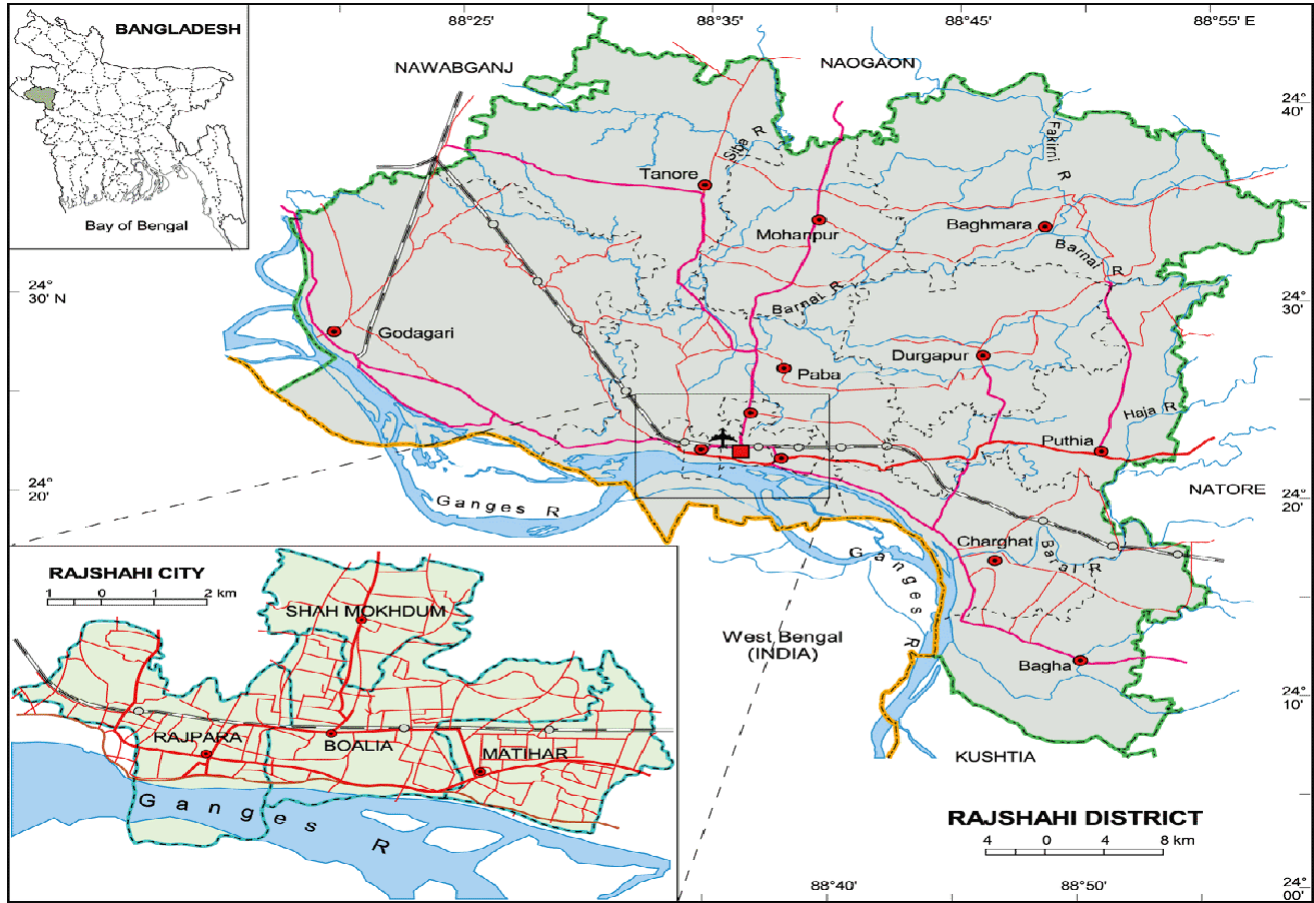 BANGLADESH
Bay of Bengal
88°25'
88°35'
88°45'
88°55' E
NAWABGANJ
NAOGAON
24°
40'
Siba R
Fakirni R
Tanore
Mohanpur
Baghmara
Barnai R
24°
30' N
24°
30'
Barnai R
Godagari
Durgapur
Paba
Haja R
Puthia
24°
20'
Ganges R
24°
20'
NATORE
Charghat
Baral R
Ganges R
West Bengal
(INDIA)
Bagha
24°
10'
KUSHTIA
RAJSHAHI CITY
1 0 1 2 km
SHAH MOKHDUM
RAJPARA
BOALIA
MATIHAR
Ganges R
RAJSHAHI DISTRICT
4 0 4 8 km
88°40'
88°50'
24°
00'